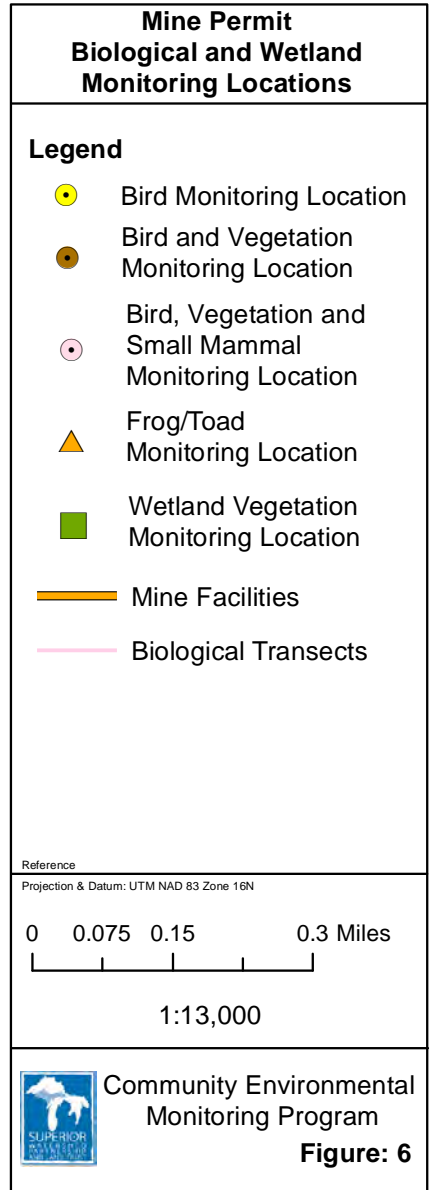 Mine Permit
Biological and Wetland
Monitoring Locations
Legend
Bird Monitoring Location
Bird and Vegetation
Monitoring Location
Bird, Vegetation and
Small Mammal
Monitoring Location
Frog/Toad
Monitoring Location
Wetland Vegetation
Monitoring Location
Mine Facilities
Biological Transects
Reference
Projection & Datum: UTM NAD 83 Zone 16N
0 0.075 0.15 0.3 Miles
1:13,000
Community Environmental
Monitoring Program
Figure: 6
SUPERIOR
WATERSHED
PARTNERSHIP